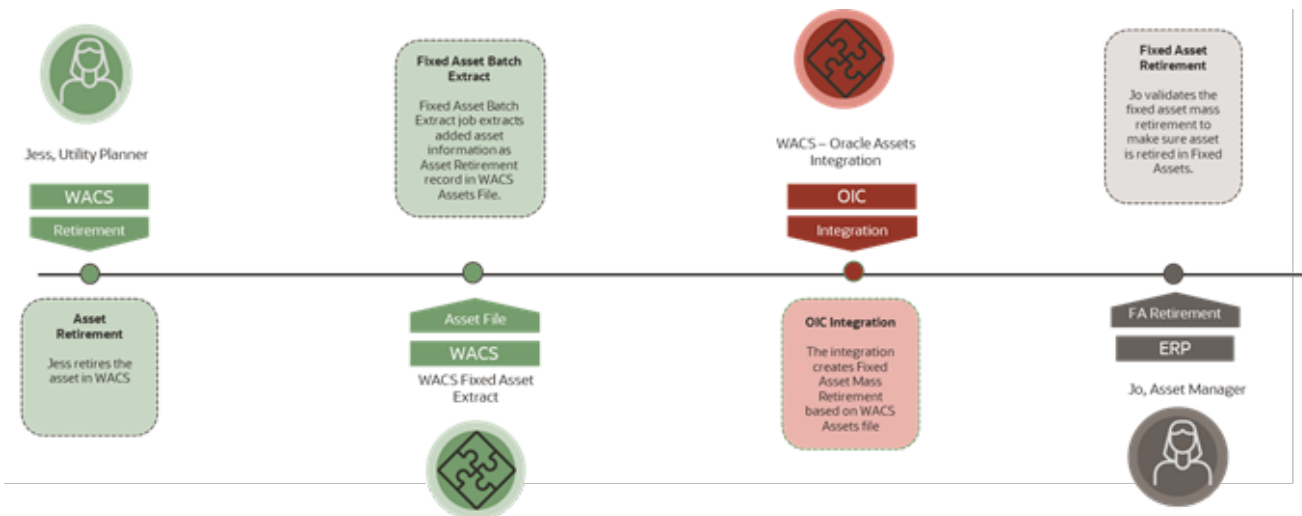 Jess, Utility Planner
WACS
Retirement
Asset
Retirement
Jess retires the
asset in WACS
Fixed Asset Batch
Extract
Fixed Asset Batch
Extract job extracts
added asset
information as
Asset Retirement
record in WACS
Assets File.
Asset File
WACS
WACS Fixed Asset
Extract
WACS – Oracle Assets
Integration
OIC
Integration
OIC Integration
The integration
creates Fixed
Asset Mass
Retirement
based on WACS
Assets file
Fixed Asset
Retirement
Jo validates the
fixed asset mass
retirement to
make sure asset
is retired in Fixed
Assets.
FA Retirement
ERP
Jo, Asset Manager